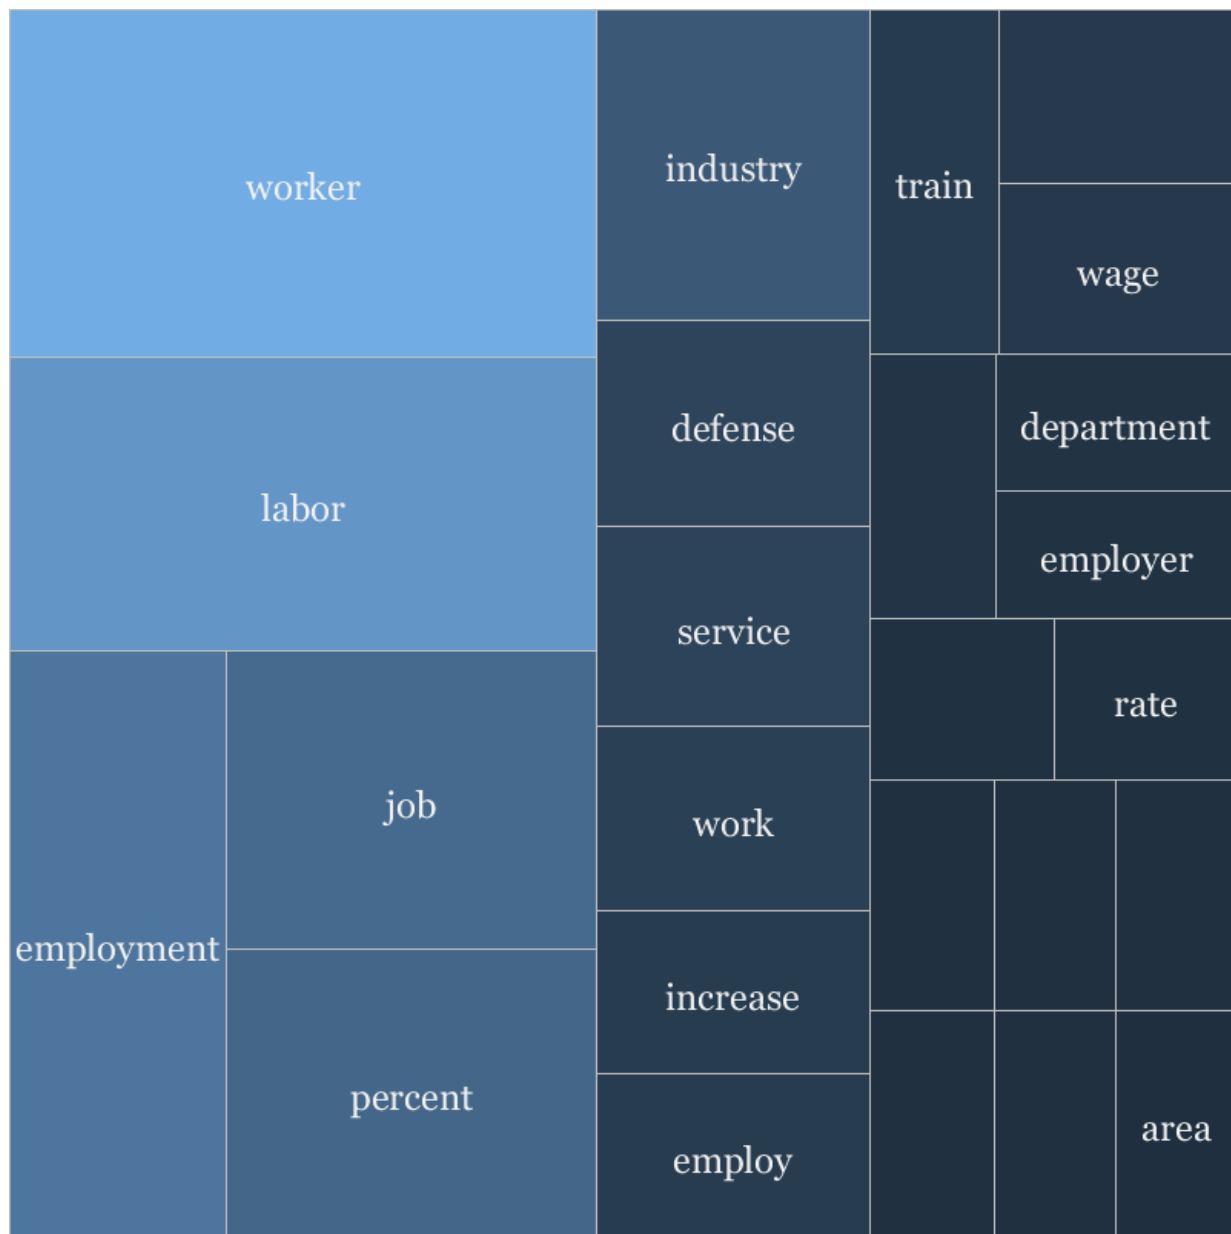 worker
labor
employment
job
percent
industry
defense
service
work
increase
employ
train
wage
department
employer
rate
area